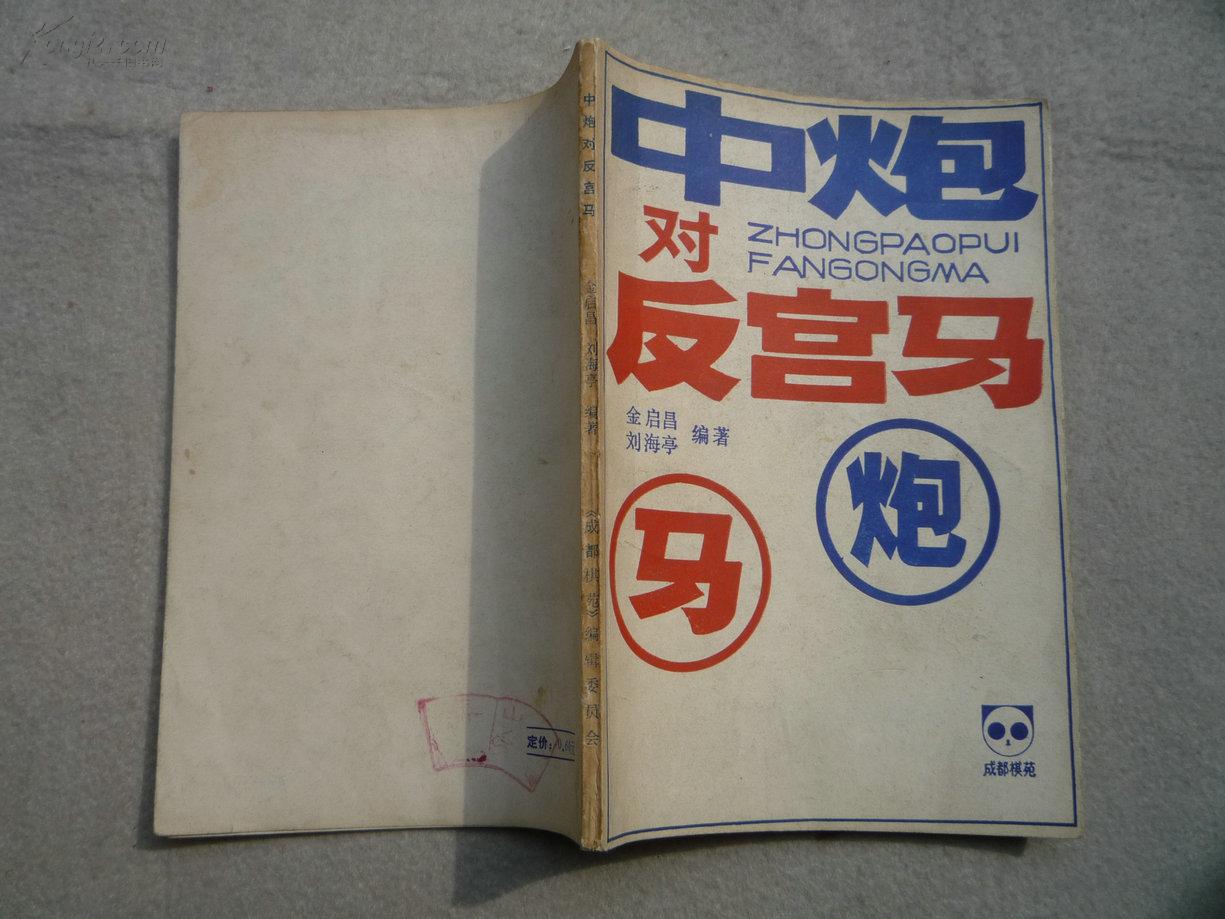 中炮
对
ZHONGPAOPUI
FANGONGMA
反宫马
金启昌
刘海亭
编著
马
炮
成都棋苑
中炮对反宫马
金启昌
刘海亭
编著
《成都棋苑》编辑委员会
定价：0.